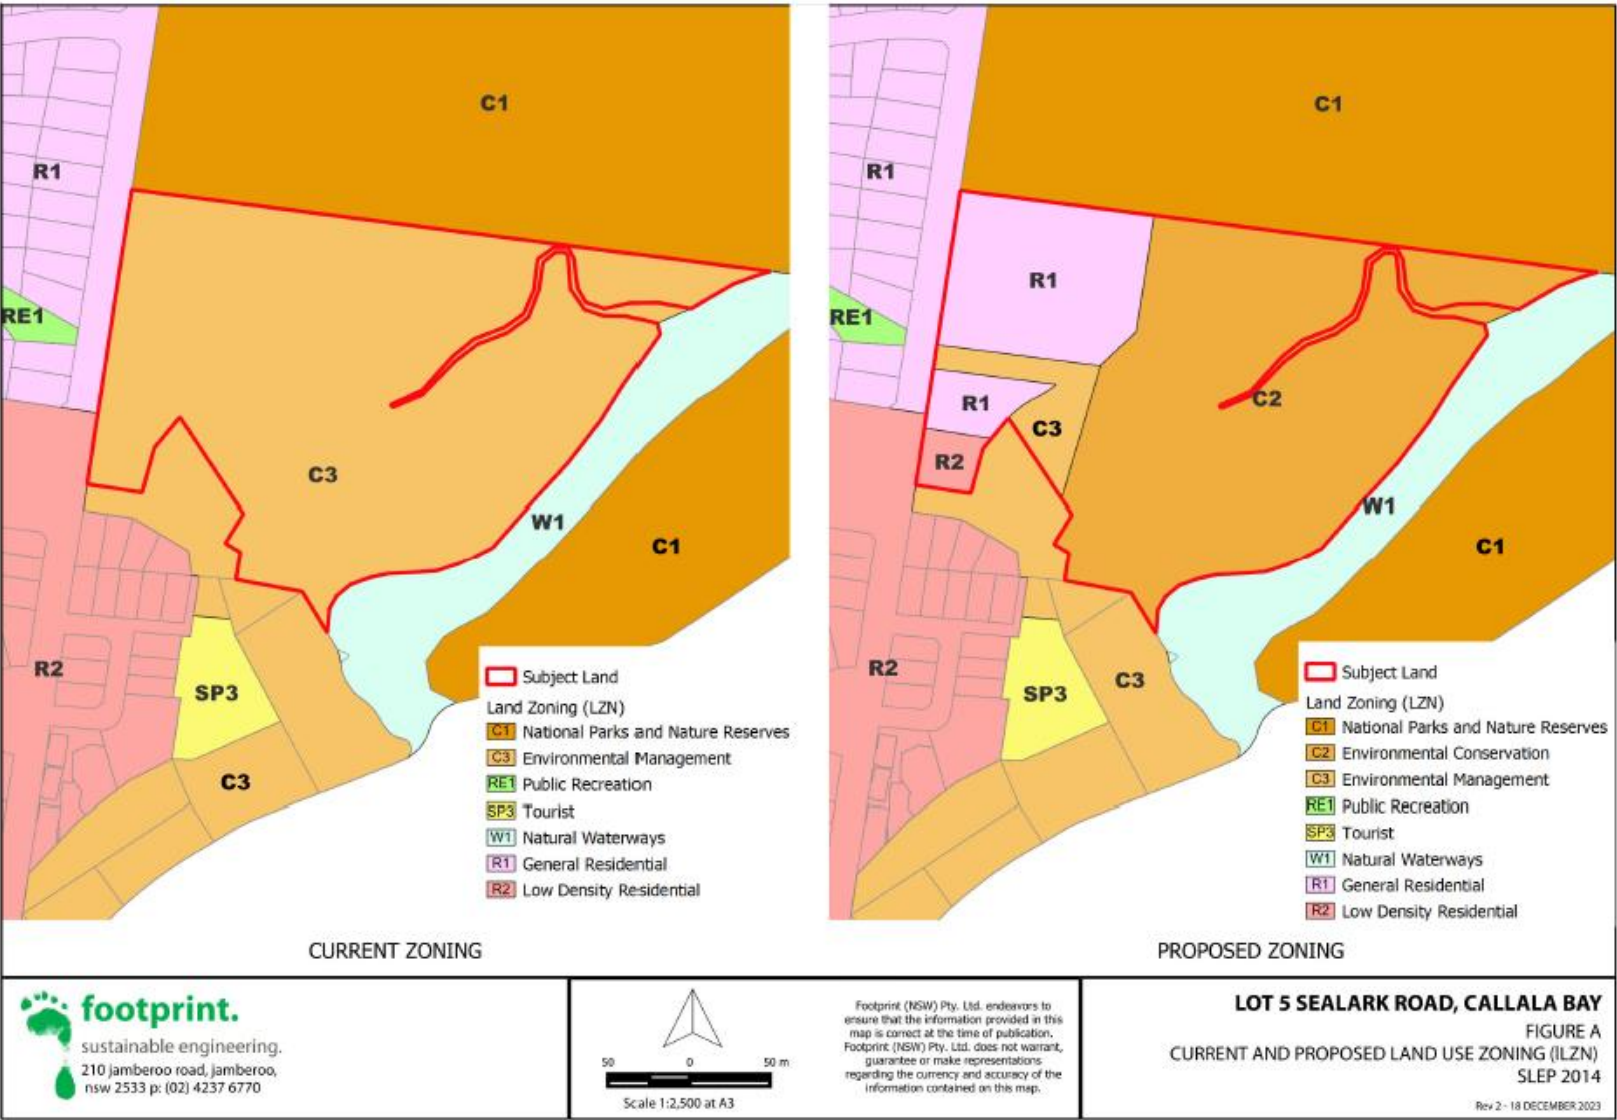 C1
R1
RE1
C3
W1
C1
R2
SP3
C3
Subject Land
Land Zoning (LZN)
C1 National Parks and Nature Reserves
C3 Environmental Management
RE1 Public Recreation
SP3 Tourist
W1 Natural Waterways
R1 General Residential
R2 Low Density Residential
CURRENT ZONING
C1
R1
R1
RE1
R1
C2
C3
R2
W1
C1
R2
SP3
C3
Subject Land
Land Zoning (LZN)
C1 National Parks and Nature Reserves
C2 Environmental Conservation
C3 Environmental Management
RE1 Public Recreation
SP3 Tourist
W1 Natural Waterways
R1 General Residential
R2 Low Density Residential
PROPOSED ZONING
footprint.
sustainable engineering.
210 jamberoo road, jamberoo,
nsw 2533 p: (02) 4237 6770
50 0 50 m
Scale 1:2,500 at A3
Footprint (NSW) Pty. Ltd. endeavors to
ensure that the information provided in this
map is correct at the time of publication.
Footprint (NSW) Pty. Ltd. does not warrant,
guarantee or make representations
regarding the currency and accuracy of the
information contained on this map.
LOT 5 SEALARK ROAD, CALLALA BAY
FIGURE A
CURRENT AND PROPOSED LAND USE ZONING (lLZN)
SLEP 2014
Rev 2 - 18 DECEMBER 2023